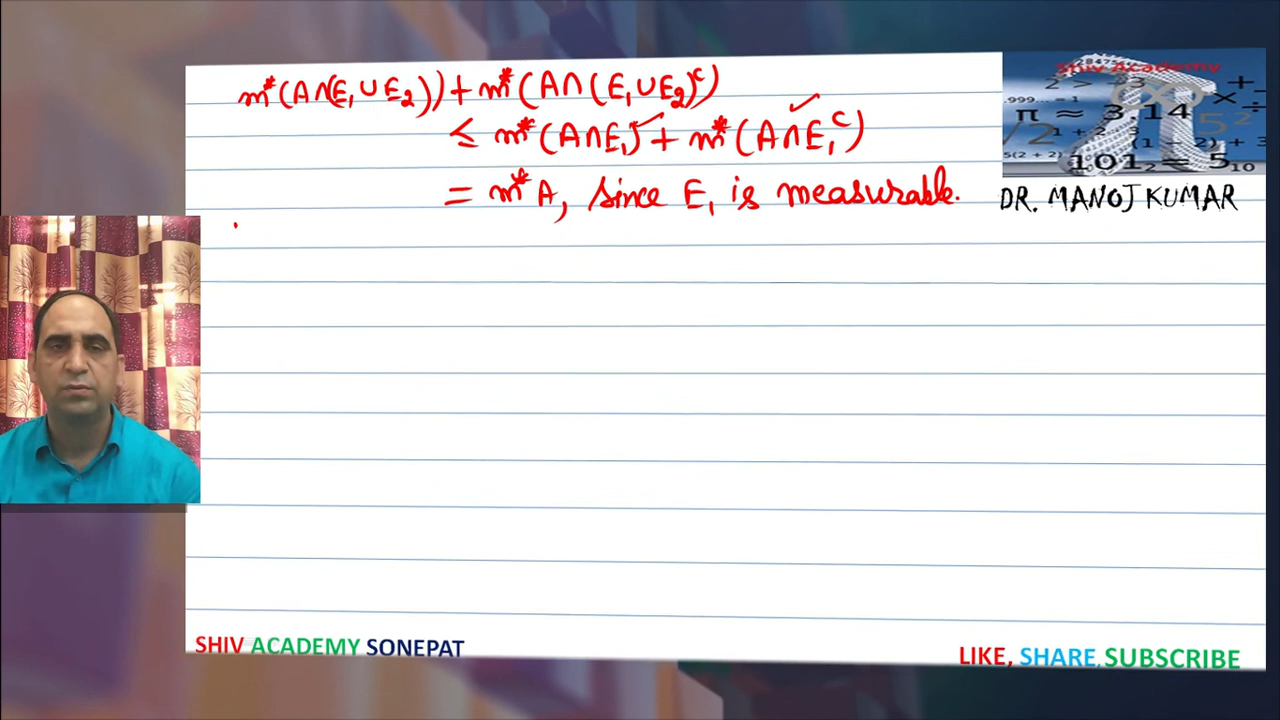 m*(A∩(E₁∪E₂)) + m*(A∩(E₁∪E₂)ᶜ)
≤ m*(A∩E₁) + m*(A∩E₁ᶜ)
= m*A, since E₁ is measurable.
Shiv Academy
π ≈ 3.14
101₂ = 5₁₀
DR. MANOJ KUMAR
SHIV ACADEMY SONEPAT
LIKE, SHARE, SUBSCRIBE